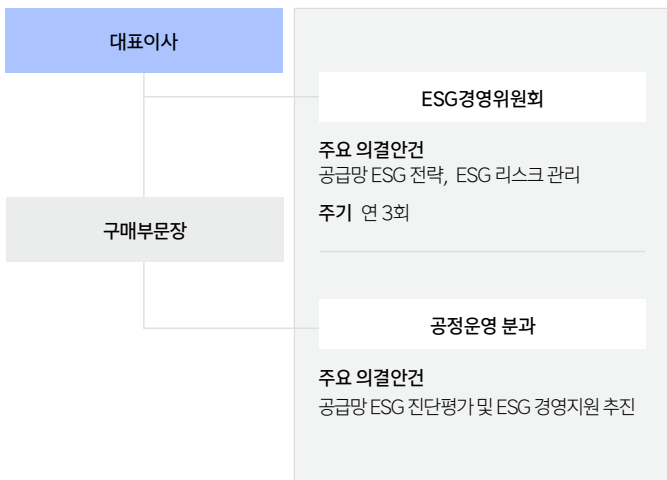 대표이사
ESG경영위원회
주요 의결안건
공급망 ESG 전략, ESG 리스크 관리
주기 연 3회
구매부문장
공정운영 분과
주요 의결안건
공급망 ESG 진단평가 및 ESG 경영지원 추진